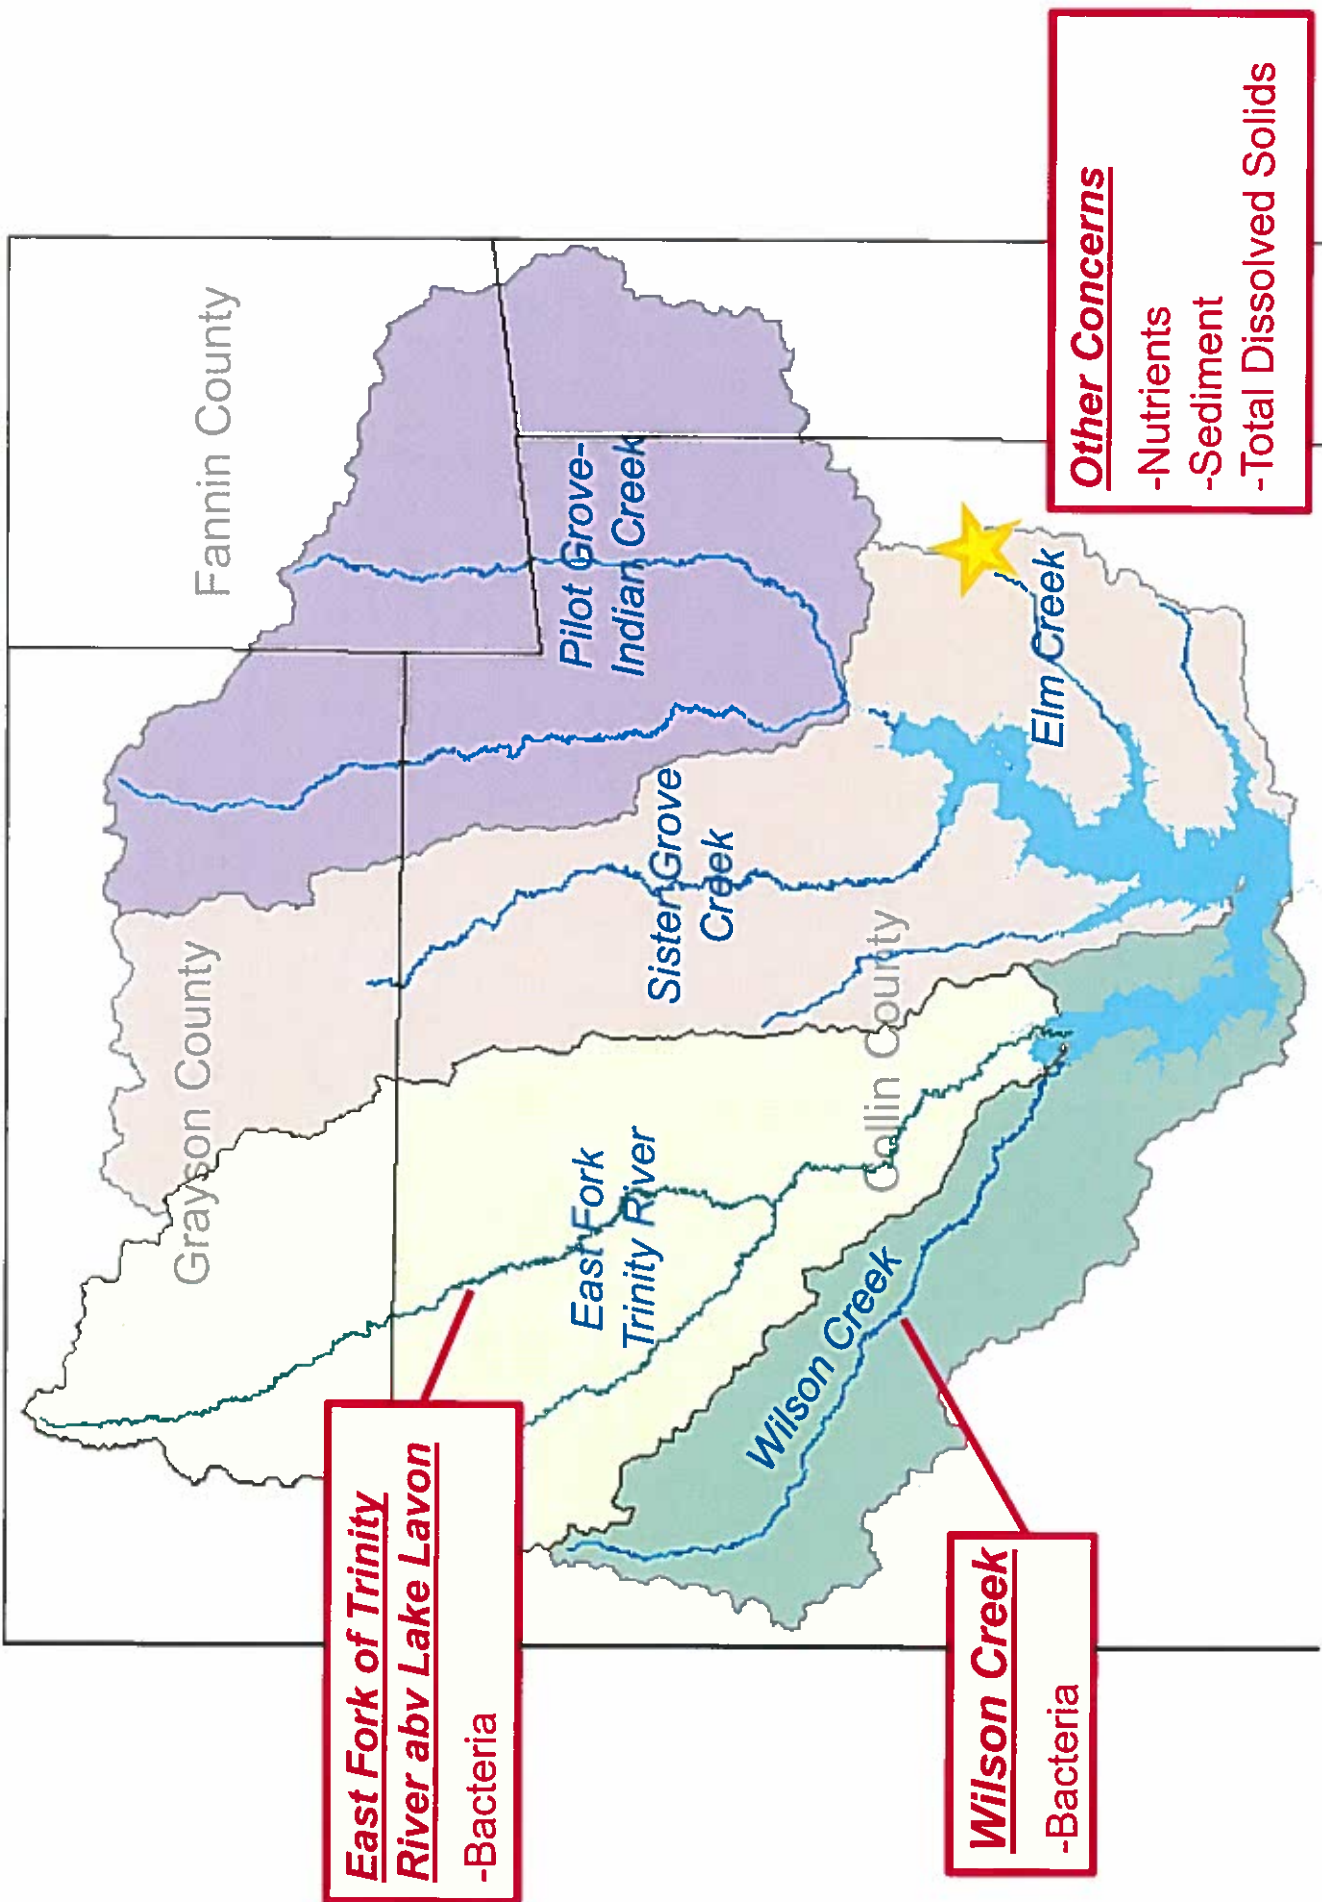 East Fork of Trinity
River abv Lake Lavon
-Bacteria
Wilson Creek
-Bacteria
Grayson County
Fannin County
Collin County
East Fork
Trinity River
Wilson Creek
Sister Grove
Creek
Pilot Grove-
Indian Creek
Elm Creek
Other Concerns
-Nutrients
-Sediment
-Total Dissolved Solids